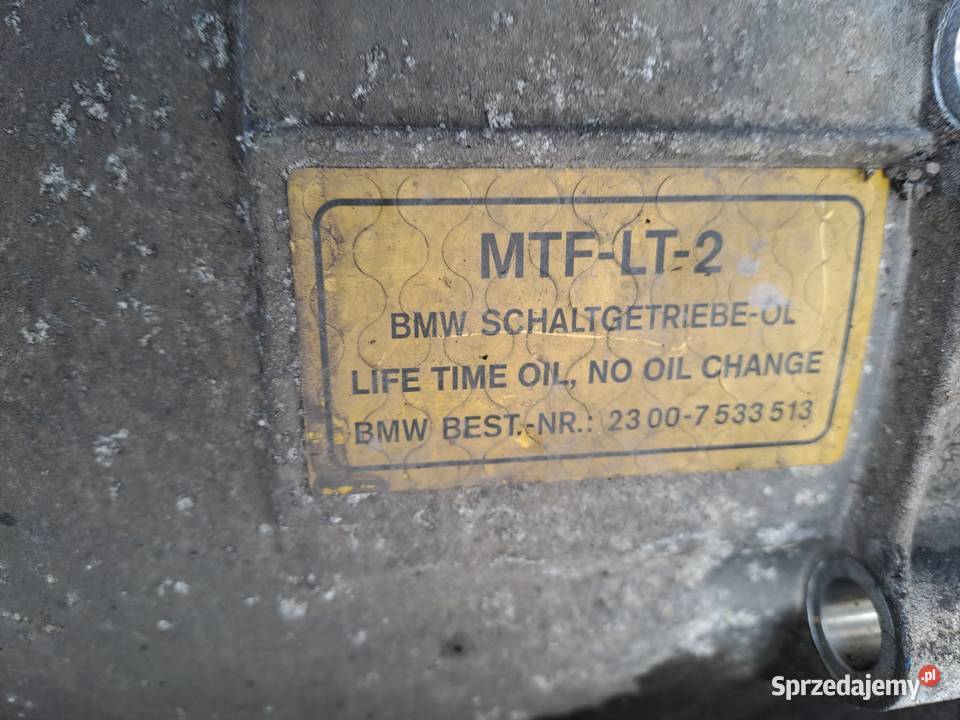 MTF-LT-2
BMW SCHALTGETRIEBE-ÖL
LIFE TIME OIL, NO OIL CHANGE
BMW BEST.-NR.: 23 00-7 533 513
Sprzedajemy.pl